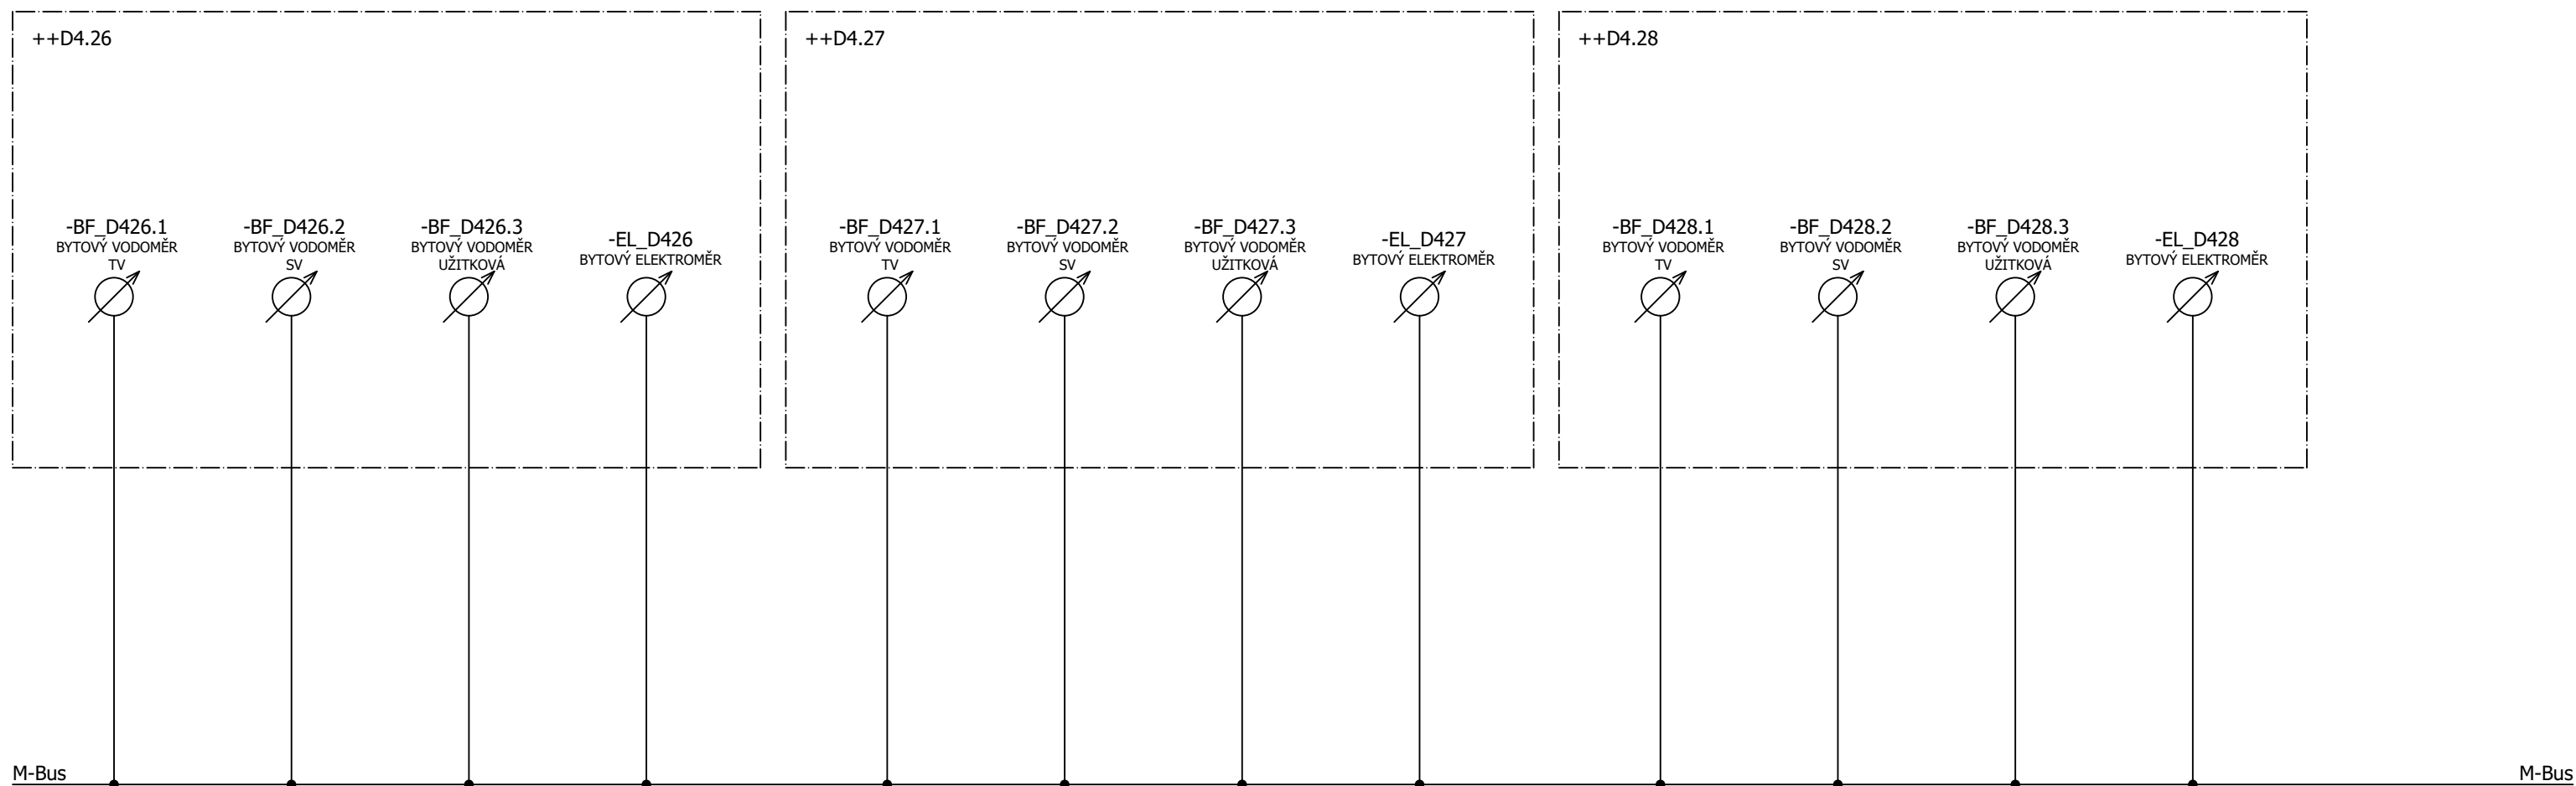 ++D4.26
++D4.27
++D4.28
-BF_D426.1
BYTOVÝ VODOMĚR
TV
-BF_D426.2
BYTOVÝ VODOMĚR
SV
-BF_D426.3
BYTOVÝ VODOMĚR
UŽITKOVÁ
-EL_D426
BYTOVÝ ELEKTROMĚR
-BF_D427.1
BYTOVÝ VODOMĚR
TV
-BF_D427.2
BYTOVÝ VODOMĚR
SV
-BF_D427.3
BYTOVÝ VODOMĚR
UŽITKOVÁ
-EL_D427
BYTOVÝ ELEKTROMĚR
-BF_D428.1
BYTOVÝ VODOMĚR
TV
-BF_D428.2
BYTOVÝ VODOMĚR
SV
-BF_D428.3
BYTOVÝ VODOMĚR
UŽITKOVÁ
-EL_D428
BYTOVÝ ELEKTROMĚR
M-Bus
M-Bus